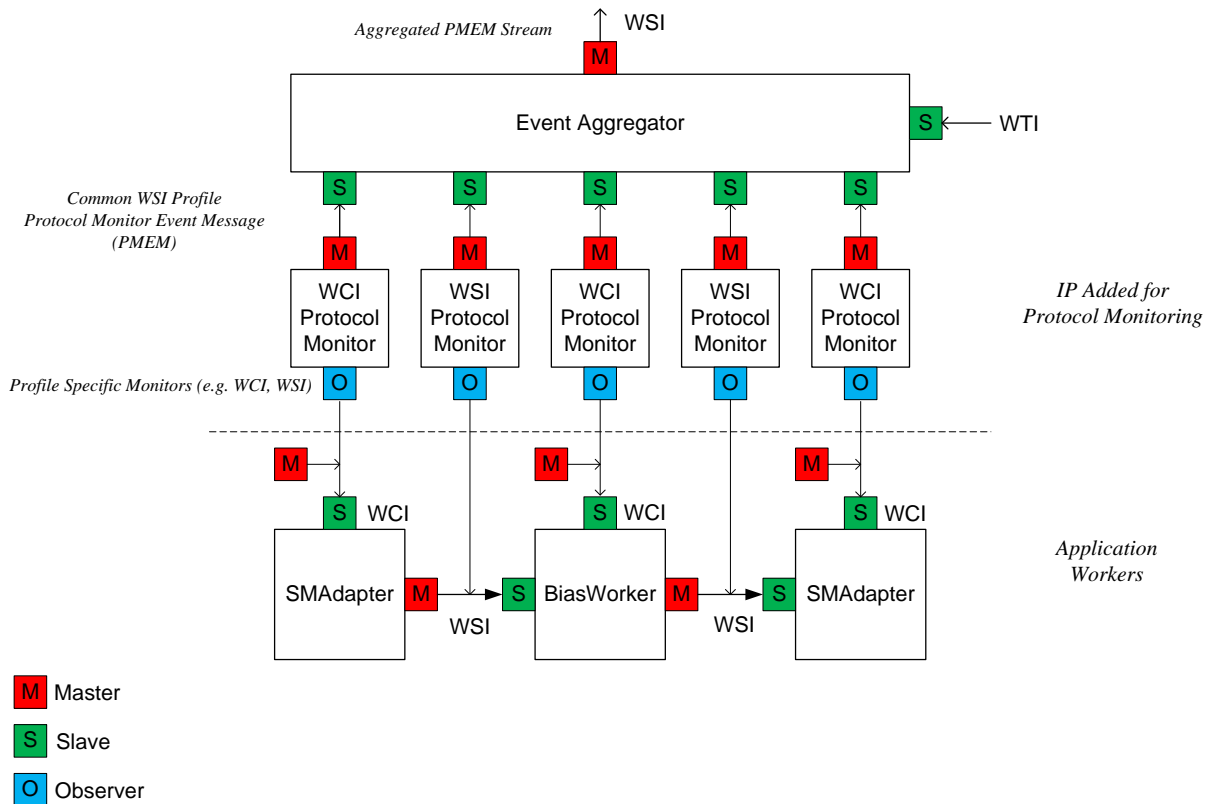 Aggregated PMEM Stream
WSI
M
Event Aggregator
S
WTI
S S S S S
Common WSI Profile
Protocol Monitor Event Message
(PMEM)
M M M M M
WCI
Protocol
Monitor
WSI
Protocol
Monitor
WCI
Protocol
Monitor
WSI
Protocol
Monitor
WCI
Protocol
Monitor
IP Added for
Protocol Monitoring
Profile Specific Monitors (e.g. WCI, WSI)
O O O O O
M M M
S WCI S WCI S WCI
SMAdapter
M
WSI
S
BiasWorker
M
WSI
S
SMAdapter
Application
Workers
M Master
S Slave
O Observer